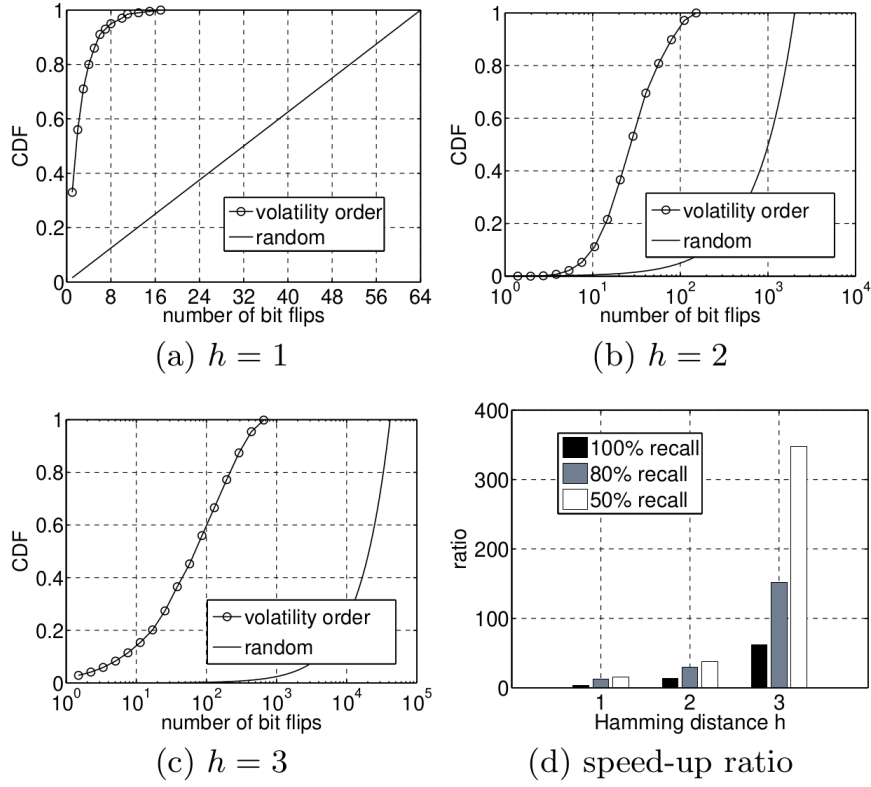 1
0.8
0.6
0.4
0.2
0
CDF
0 8 16 24 32 40 48 56 64
number of bit flips
volatility order
random
(a) h = 1
1
0.8
0.6
0.4
0.2
0
CDF
10^0 10^1 10^2 10^3 10^4
number of bit flips
volatility order
random
(b) h = 2
1
0.8
0.6
0.4
0.2
0
CDF
10^0 10^1 10^2 10^3 10^4 10^5
number of bit flips
volatility order
random
(c) h = 3
400
300
200
100
0
ratio
100% recall
80% recall
50% recall
1 2 3
Hamming distance h
(d) speed-up ratio